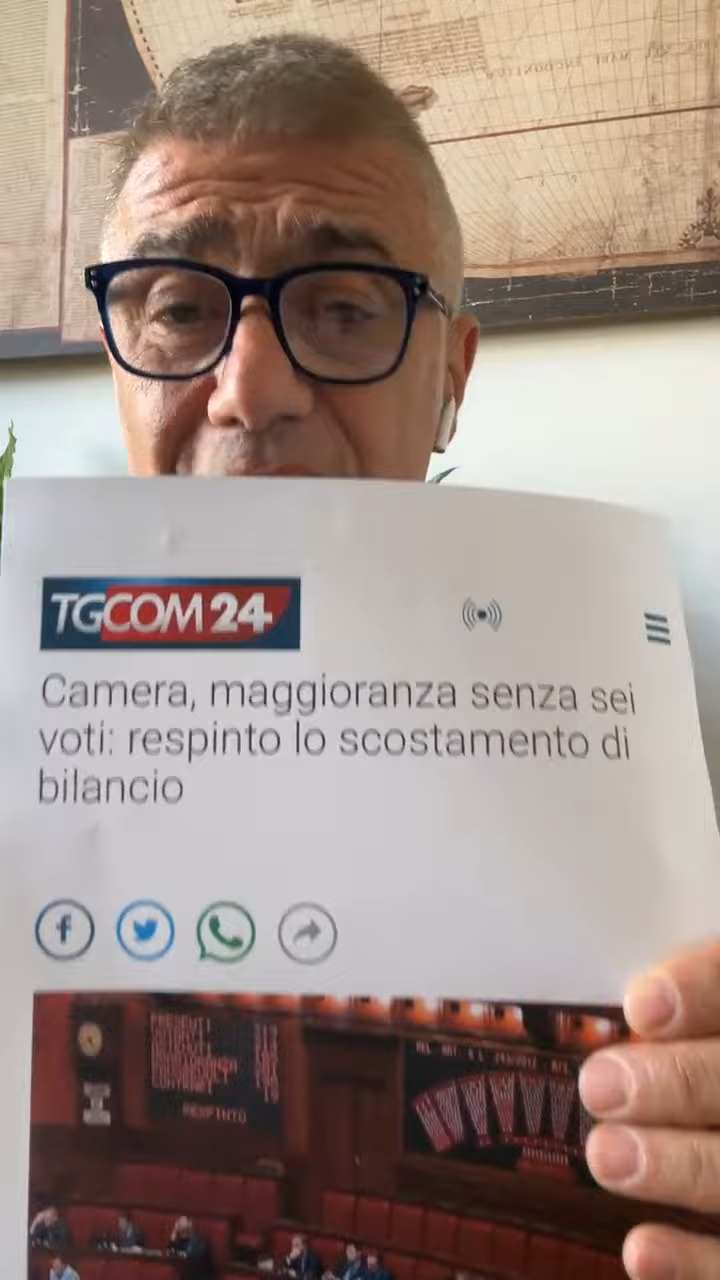 TGCOM24
Camera, maggioranza senza sei
voti: respinto lo scostamento di
bilancio
RESPINTO